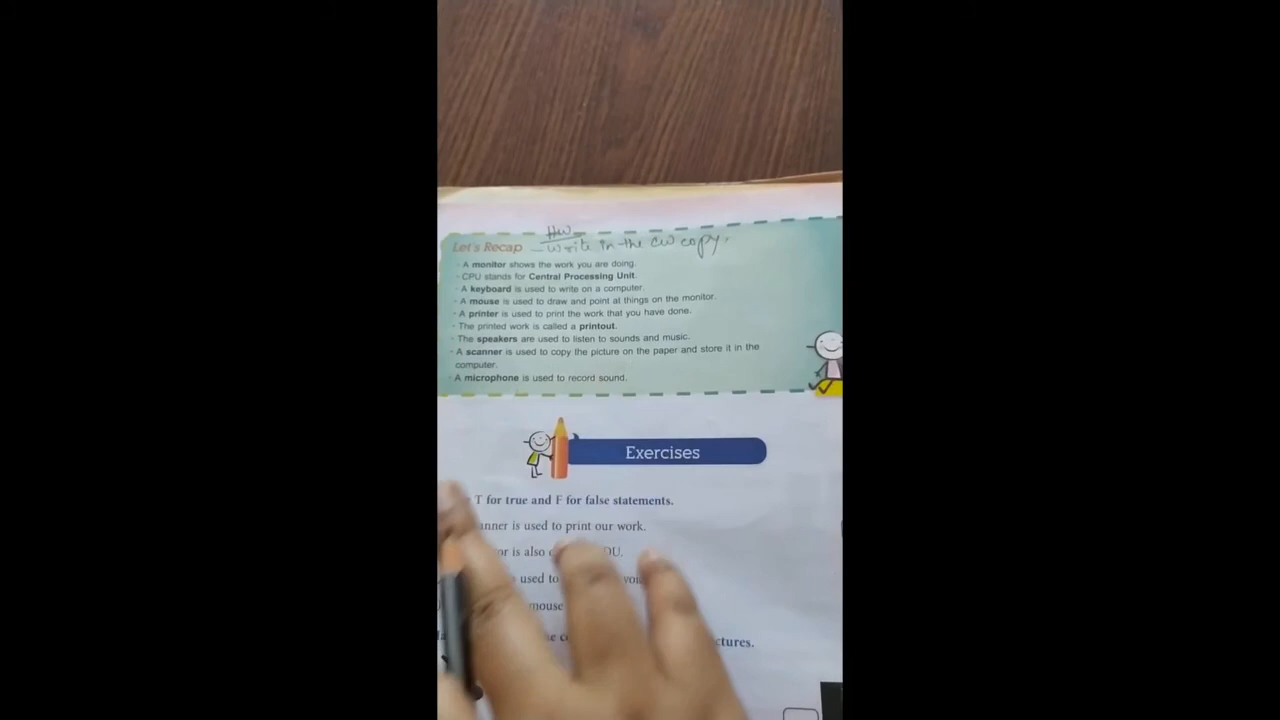 HW
Let's Recap – Write in the CW copy.
· A monitor shows the work you are doing.
· CPU stands for Central Processing Unit.
· A keyboard is used to write on a computer.
· A mouse is used to draw and point at things on the monitor.
· A printer is used to print the work that you have done.
· The printed work is called a printout.
· The speakers are used to listen to sounds and music.
· A scanner is used to copy the picture on the paper and store it in the
computer.
· A microphone is used to record sound.
Exercises
T for true and F for false statements.
is used to print our work.
is also
used to
mouse